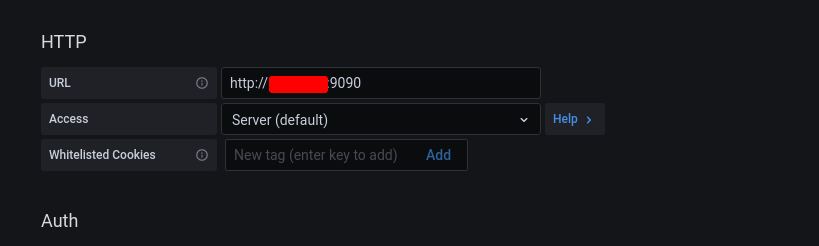 HTTP
URL
http:// :9090
Access
Server (default)
Help
Whitelisted Cookies
New tag (enter key to add)
Add
Auth